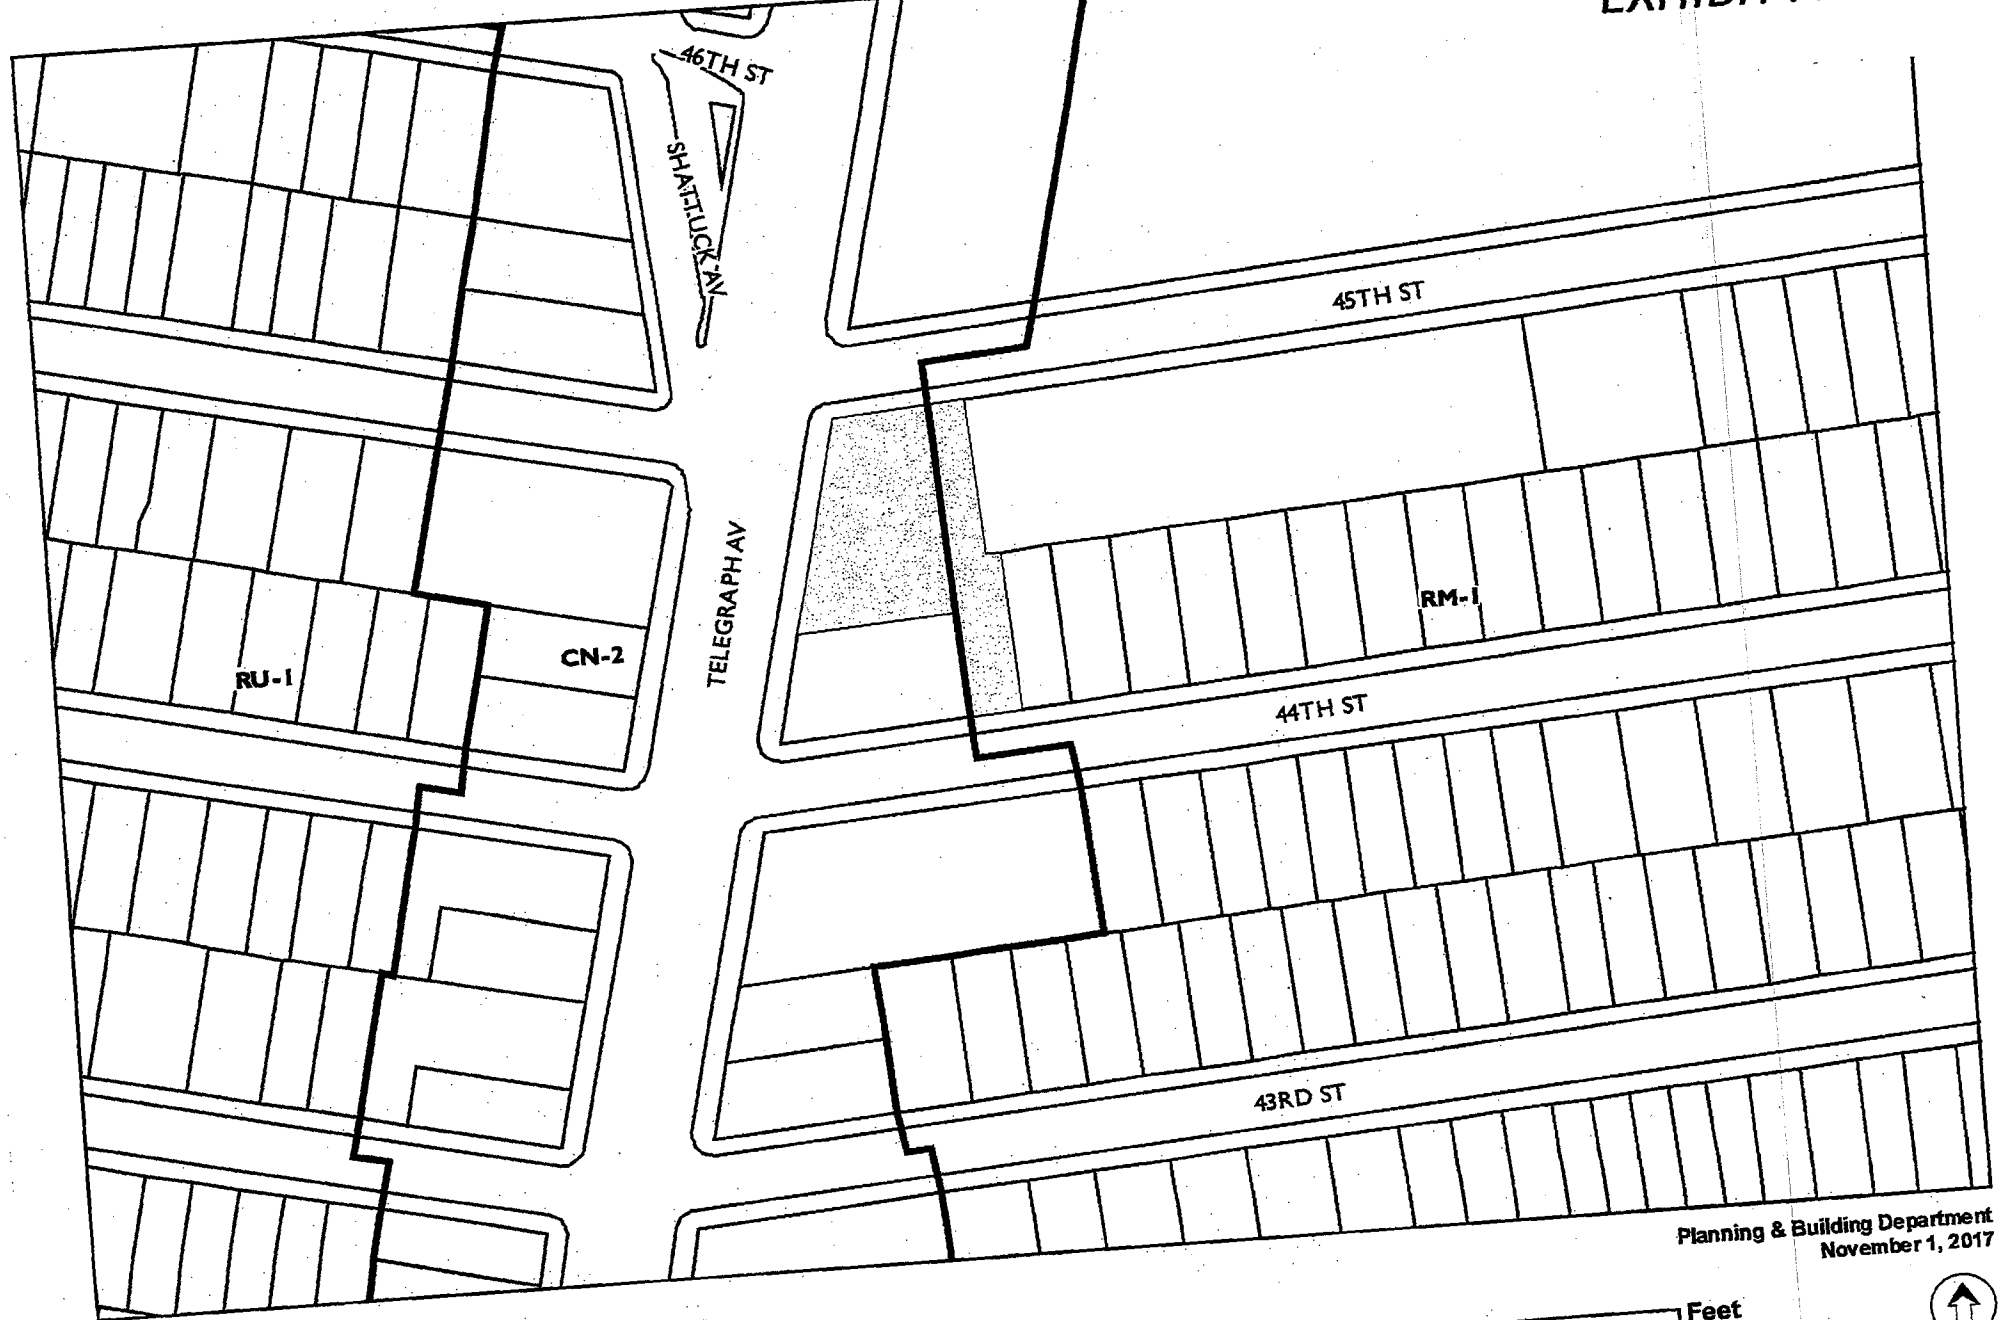 46TH ST
SHATTUCK AV
45TH ST
TELEGRAPH AV
RM-1
CN-2
RU-1
44TH ST
43RD ST
Planning & Building Department
November 1, 2017
Feet